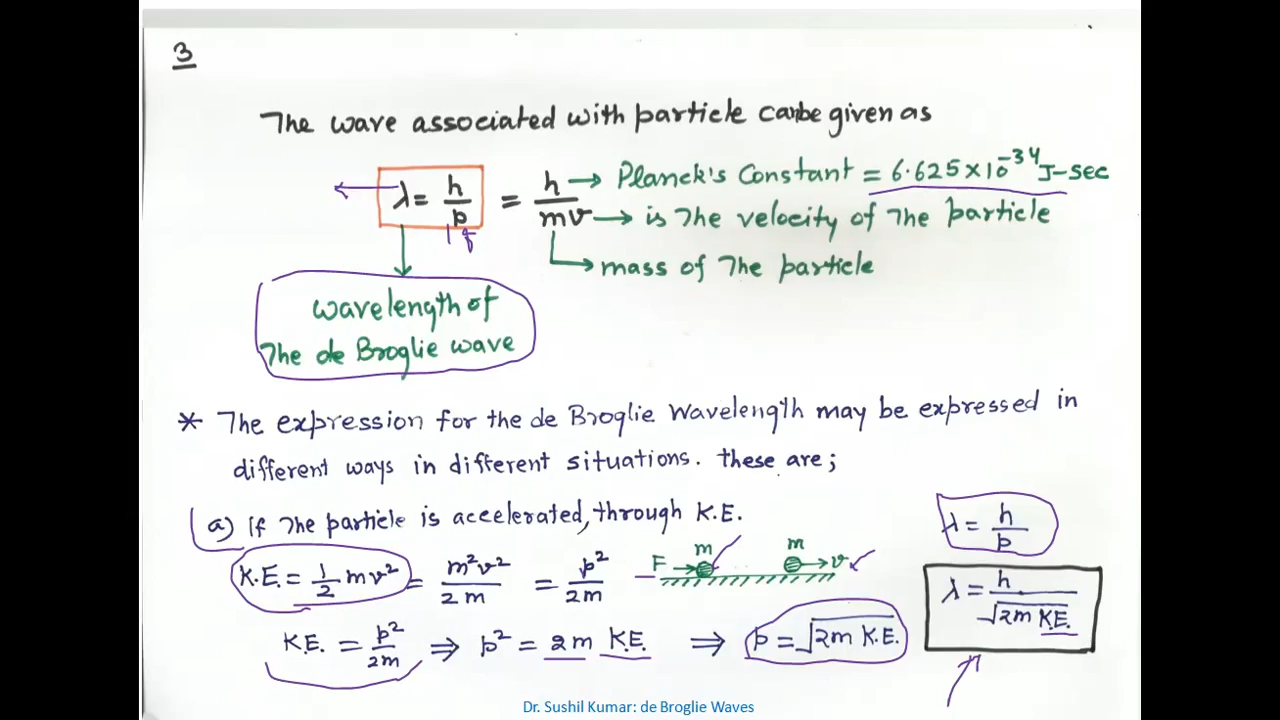 3
The wave associated with particle canbe given as
λ = h/p = h/mv → Planck's Constant = 6.625×10⁻³⁴ J-sec
→ is The velocity of The particle
→ mass of The particle
wavelength of
The de Broglie wave
* The expression for the de Broglie Wavelength may be expressed in
different ways in different situations. These are;
a) If The particle is accelerated, through K.E.
λ = h/p
K.E. = 1/2 mv² = m²v²/2m = p²/2m
F m m v
λ = h/√(2m K.E.)
K.E. = p²/2m ⇒ p² = 2m K.E. ⇒ p = √(2m K.E.)
Dr. Sushil Kumar: de Broglie Waves